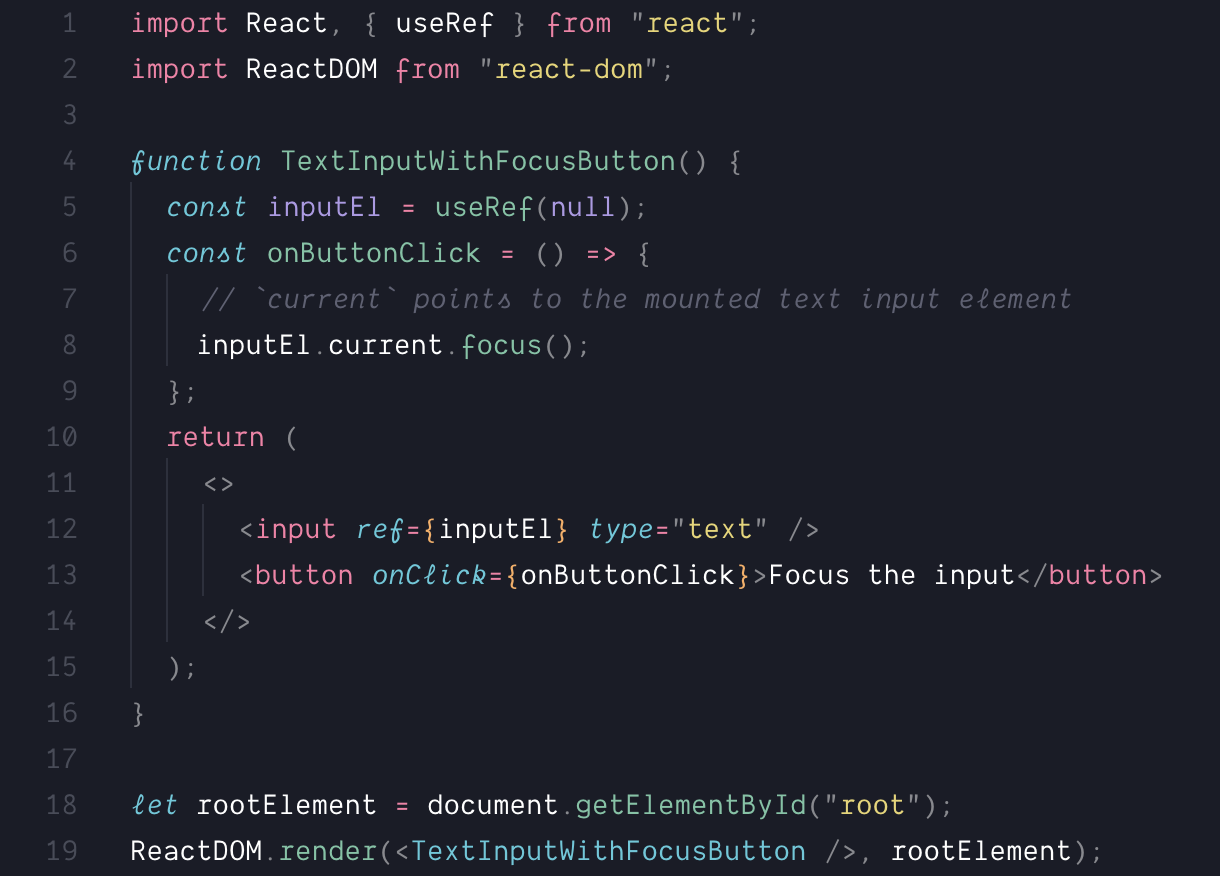 1 import React, { useRef } from "react";
2 import ReactDOM from "react-dom";
3
4 function TextInputWithFocusButton() {
5   const inputEl = useRef(null);
6   const onButtonClick = () => {
7     // `current` points to the mounted text input element
8     inputEl.current.focus();
9   };
10   return (
11     <>
12       <input ref={inputEl} type="text" />
13       <button onClick={onButtonClick}>Focus the input</button>
14     </>
15   );
16 }
17
18 let rootElement = document.getElementById("root");
19 ReactDOM.render(<TextInputWithFocusButton />, rootElement);